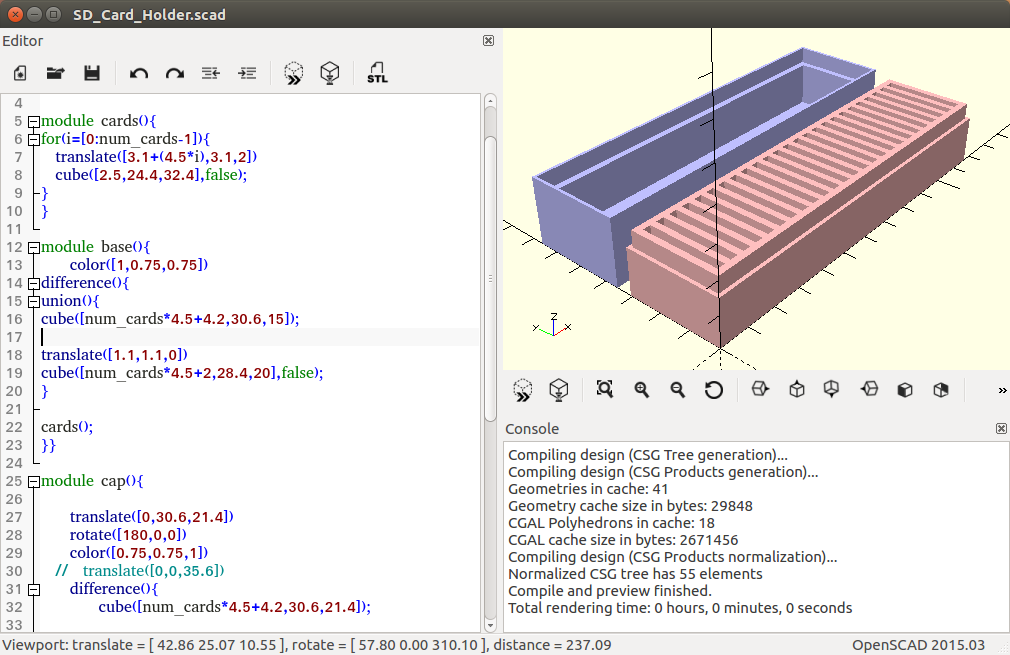 SD_Card_Holder.scad
Editor
STL
4
5 module cards(){
6 for(i=[0:num_cards-1]){
7 translate([3.1+(4.5*i),3.1,2])
8 cube([2.5,24.4,32.4],false);
9 }
10 }
11
12 module base(){
13 color([1,0.75,0.75])
14 difference(){
15 union(){
16 cube([num_cards*4.5+4.2,30.6,15]);
17
18 translate([1.1,1.1,0])
19 cube([num_cards*4.5+2,28.4,20],false);
20 }
21
22 cards();
23 }}
24
25 module cap(){
26
27 translate([0,30.6,21.4])
28 rotate([180,0,0])
29 color([0.75,0.75,1])
30 // translate([0,0,35.6])
31 difference(){
32 cube([num_cards*4.5+4.2,30.6,21.4]);
33
z
y
x
»
Console
Compiling design (CSG Tree generation)...
Compiling design (CSG Products generation)...
Geometries in cache: 41
Geometry cache size in bytes: 29848
CGAL Polyhedrons in cache: 18
CGAL cache size in bytes: 2671456
Compiling design (CSG Products normalization)...
Normalized CSG tree has 55 elements
Compile and preview finished.
Total rendering time: 0 hours, 0 minutes, 0 seconds
Viewport: translate = [ 42.86 25.07 10.55 ], rotate = [ 57.80 0.00 310.10 ], distance = 237.09
OpenSCAD 2015.03